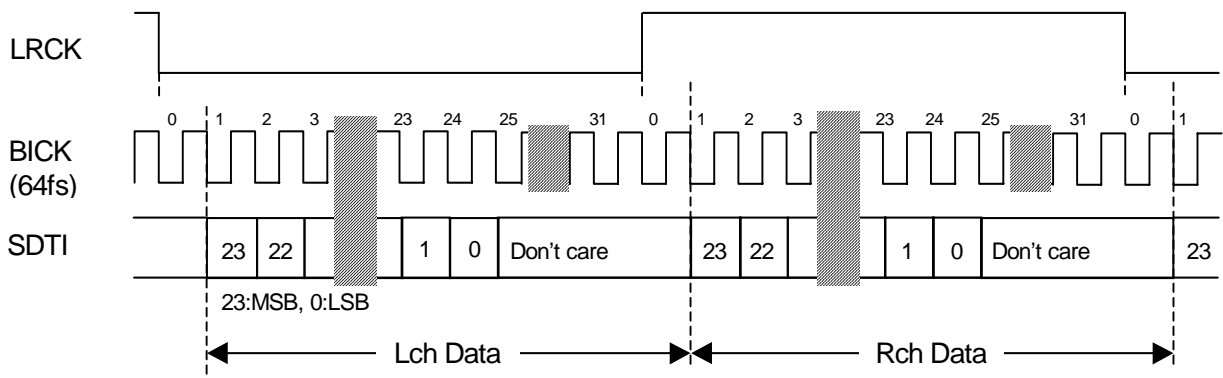 LRCK
0 1 2 3 23 24 25 31 0 1 2 3 23 24 25 31 0 1
BICK
(64fs)
SDTI 23 22 1 0 Don't care 23 22 1 0 Don't care 23
23:MSB, 0:LSB
Lch Data Rch Data